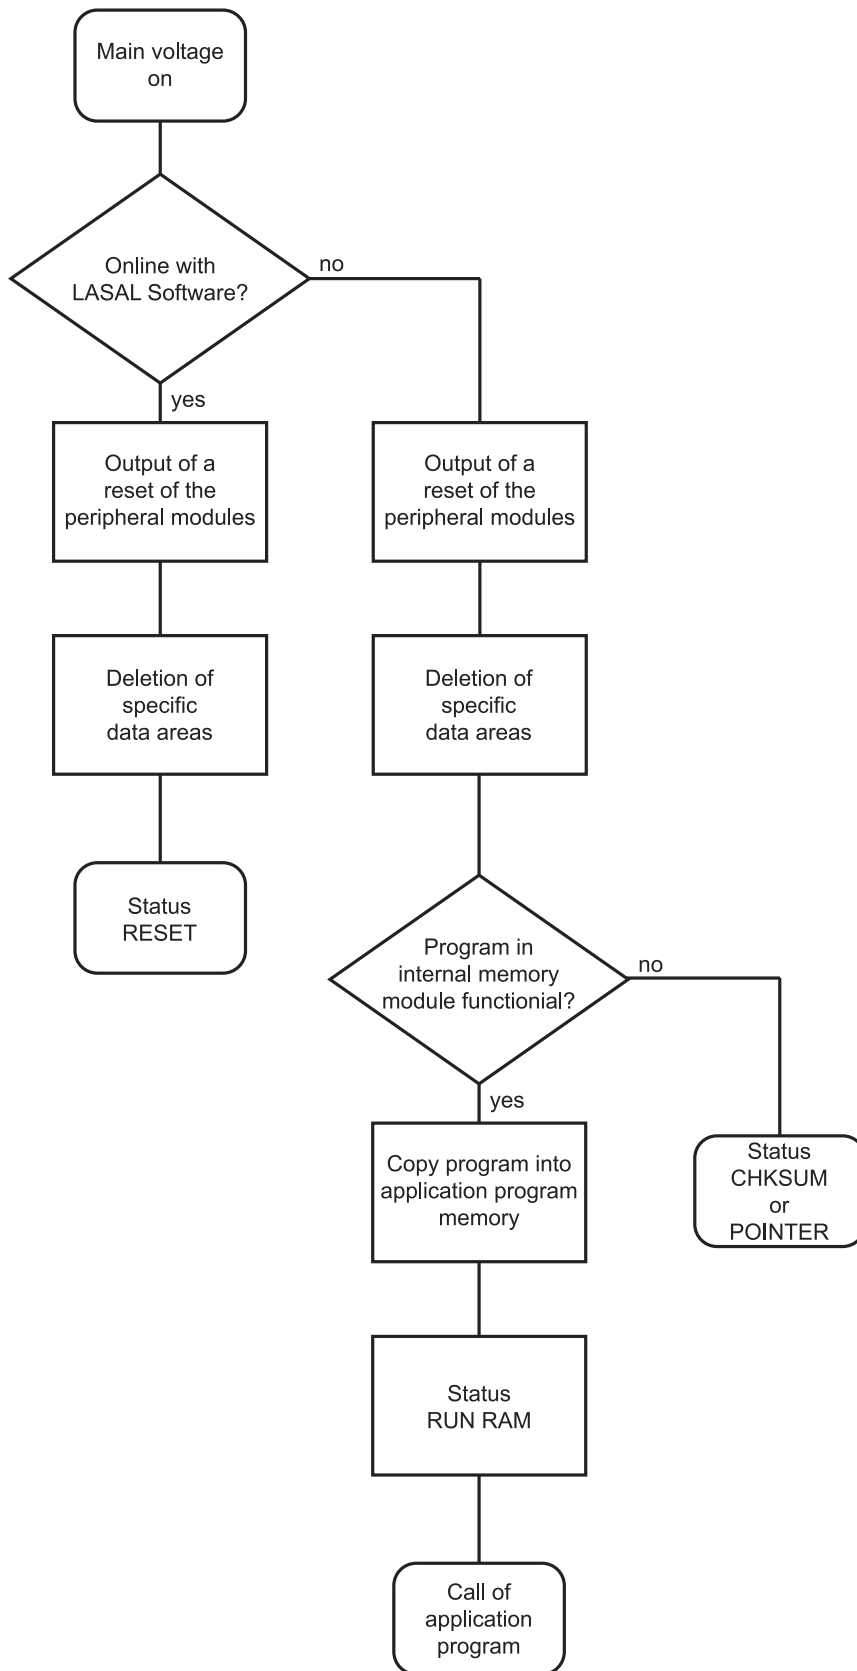 Main voltage
on
Online with
LASAL Software?
no
yes
Output of a
reset of the
peripheral modules
Output of a
reset of the
peripheral modules
Deletion of
specific
data areas
Deletion of
specific
data areas
Status
RESET
Program in
internal memory
module functionial?
no
yes
Copy program into
application program
memory
Status
CHKSUM
or
POINTER
Status
RUN RAM
Call of
application
program